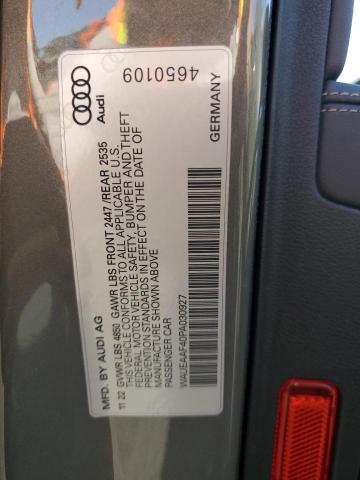 MFD. BY AUDI AG
11 22 GVWR LBS 4850 GAWR LBS FRONT 2447 /REAR 2535
THIS VEHICLE CONFORMS TO ALL APPLICABLE U.S.
FEDERAL MOTOR VEHICLE SAFETY, BUMPER AND THEFT
PREVENTION STANDARDS IN EFFECT ON THE DATE OF
MANUFACTURE SHOWN ABOVE
PASSENGER CAR
WAUEAAF40PA030927
GERMANY
Audi
4650109